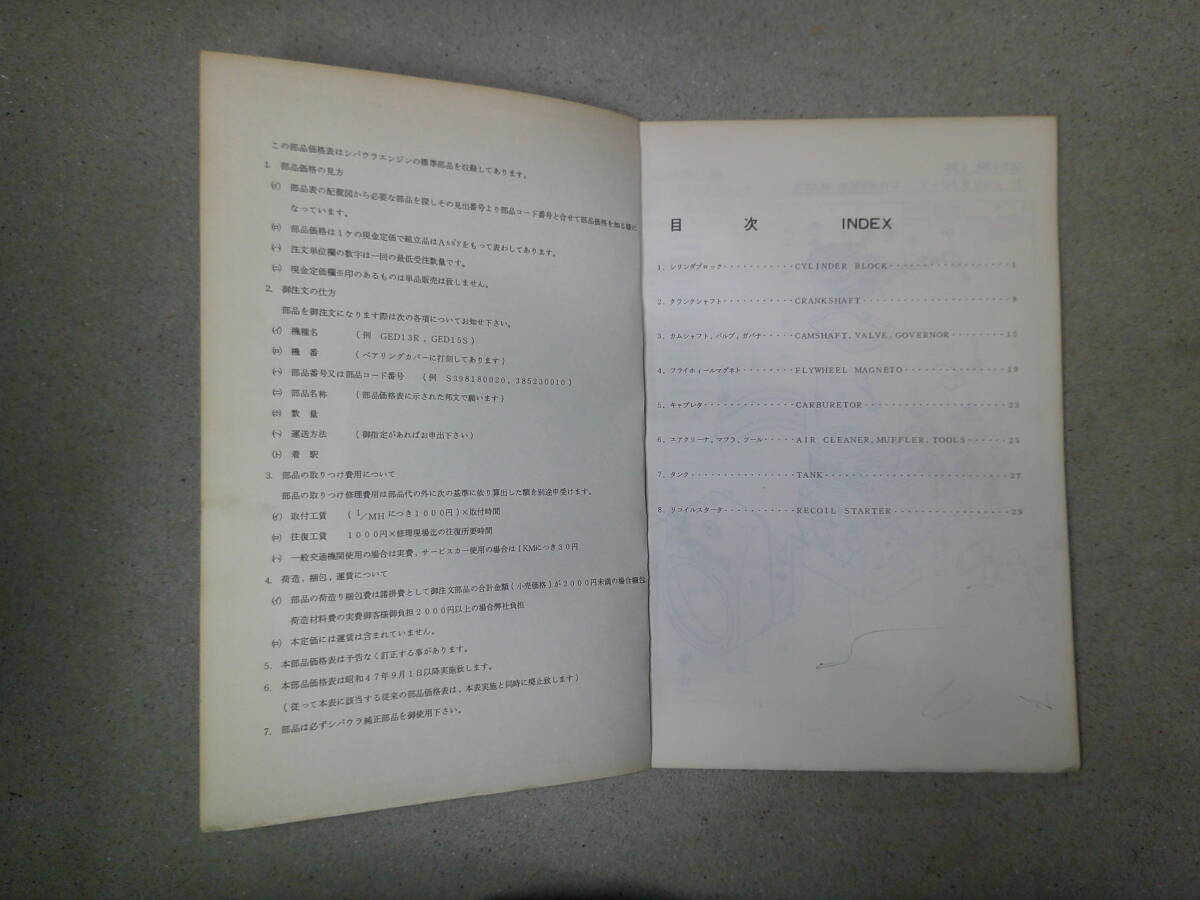 この部品価格表はシバウラエンジンの標準部品を収録してあります。
1. 部品価格の見方
(イ) 部品表の配置図から必要な部品を探しその見出番号より部品コード番号と合せて部品価格を知る様に
なっています。
(ロ) 部品価格は1ケの現金定価で組立品はAss'yをもって表わしてあります。
(ハ) 注文単位欄の数字は一回の最低受注数量です。
(ニ) 現金定価欄※印のあるものは単品販売は致しません。
2. 御注文の仕方
部品を御注文になります際は次の各項についてお知せ下さい。
(イ) 機種名 (例 GED13R, GED15S)
(ロ) 機番 (ベアリングカバーに打刻してあります)
(ハ) 部品番号又は部品コード番号 (例 S398180020, 385230010)
(ニ) 部品名称 (部品価格表に示された邦文で願います)
(ホ) 数量
(ヘ) 運送方法 (御指定があればお申出下さい)
(ト) 着駅
3. 部品の取りつけ費用について
部品の取りつけ修理費用は部品代の外に次の基準に依り算出した額を別途申受けます。
(イ) 取付工賃 (1/MHにつき1000円)×取付時間
(ロ) 往復工賃 1000円×修理現場迄の往復所要時間
(ハ) 一般交通機関使用の場合は実費、サービスカー使用の場合は1KMにつき30円
4. 荷造, 梱包, 運賃について
(イ) 部品の荷造り梱包費は諸掛費として御注文部品の合計金額(小売価格)が2000円未満の場合梱包
荷造材料費の実費御客様御負担2000円以上の場合弊社負担
(ロ) 本定価には運賃は含まれていません。
5. 本部品価格表は予告なく訂正する事があります。
6. 本部品価格表は昭和47年9月1日以降実施致します。
(従って本表に該当する従来の部品価格表は、本表実施と同時に廃止致します)
7. 部品は必ずシバウラ純正部品を御使用下さい。
目次 INDEX
1. シリンダブロック・・・・・・・・・・・CYLINDER BLOCK・・・・・・・・・・・・・・・・・・1
2. クランクシャフト・・・・・・・・・・・CRANKSHAFT・・・・・・・・・・・・・・・・・・・・・・9
3. カムシャフト, バルブ, ガバナ・・・・・CAMSHAFT, VALVE, GOVERNOR・・・・・・・・15
4. フライホィールマグネト・・・・・・・・FLYWHEEL MAGNETO・・・・・・・・・・・・・・・・19
5. キャブレタ・・・・・・・・・・・・・・CARBURETOR・・・・・・・・・・・・・・・・・・・・・・23
6. エアクリーナ, マフラ, ツール・・・・・AIR CLEANER, MUFFLER, TOOLS・・・・・・25
7. タンク・・・・・・・・・・・・・・・・TANK・・・・・・・・・・・・・・・・・・・・・・・・・・・・27
8. リコイルスタータ・・・・・・・・・・・RECOIL STARTER・・・・・・・・・・・・・・・・・・29